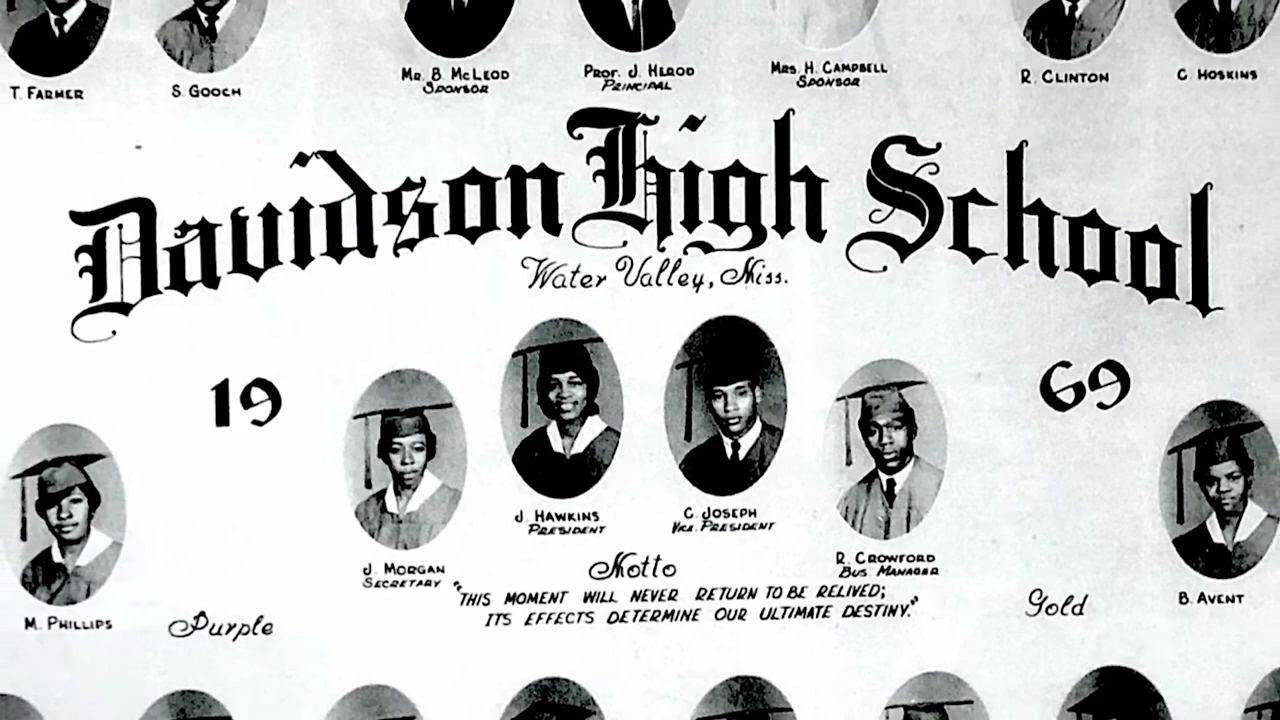 T. FARMER
S. GOOCH
MR. B. MCLEOD
SPONSOR
PROF. J. HEROD
PRINCIPAL
MRS. H. CAMPBELL
SPONSOR
R. CLINTON
C. HOSKINS
Davidson High School
Water Valley, Miss.
19
69
J. HAWKINS
PRESIDENT
C. JOSEPH
VICE. PRESIDENT
J. MORGAN
SECRETARY
R. CROWFORD
BUS. MANAGER
M. PHILLIPS
B. AVENT
Purple
Gold
Motto
"THIS MOMENT WILL NEVER RETURN TO BE RELIVED;
ITS EFFECTS DETERMINE OUR ULTIMATE DESTINY."